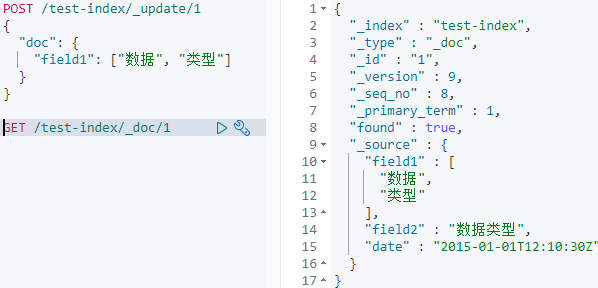 POST /test-index/_update/1
{
  "doc": {
    "field1": ["数据", "类型"]
  }
}
GET /test-index/_doc/1
1 {
2   "_index" : "test-index",
3   "_type" : "_doc",
4   "_id" : "1",
5   "_version" : 9,
6   "_seq_no" : 8,
7   "_primary_term" : 1,
8   "found" : true,
9   "_source" : {
10     "field1" : [
11       "数据",
12       "类型"
13     ],
14     "field2" : "数据类型",
15     "date" : "2015-01-01T12:10:30Z"
16   }
17 }